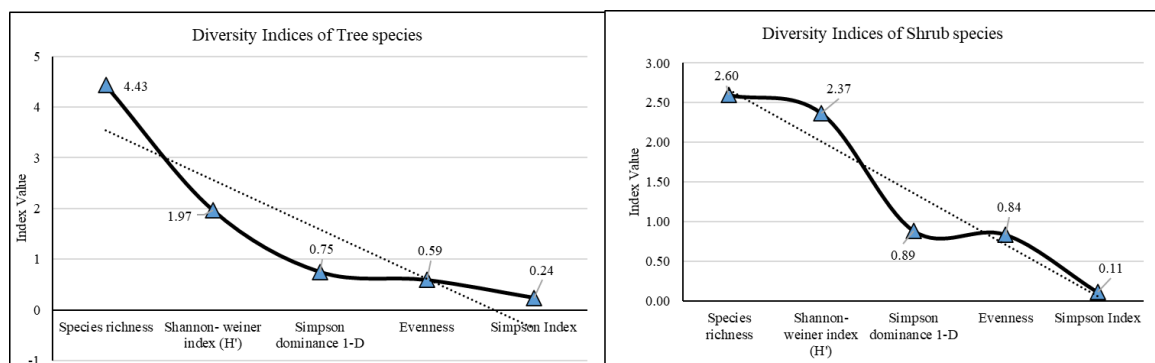 Diversity Indices of Tree species
5
4
3
2
1
0
-1
Index Value
4.43
1.97
0.75
0.59
0.24
Species richness
Shannon- weiner
index (H')
Simpson
dominance 1-D
Evenness
Simpson Index
Diversity Indices of Shrub species
3.00
2.50
2.00
1.50
1.00
0.50
0.00
Index Value
2.60
2.37
0.89
0.84
0.11
Species
richness
Shannon-
weiner index
(H')
Simpson
dominance 1-D
Evenness
Simpson Index